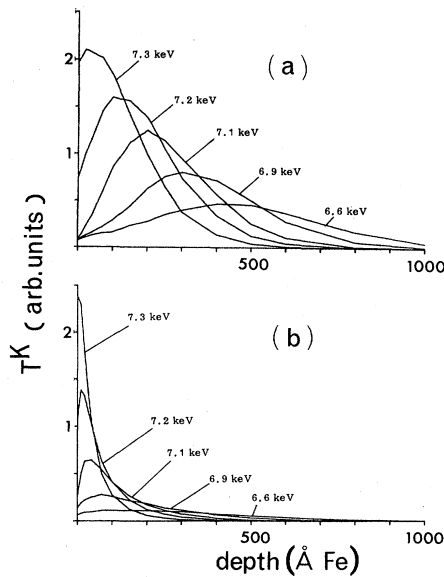 2
7.3 keV
(a)
7.2 keV
7.1 keV
1
6.9 keV
6.6 keV
500
1000
T^K (arb.units)
2
7.3 keV
(b)
7.2 keV
1
7.1 keV
6.9 keV
6.6 keV
500
1000
depth (Å Fe)